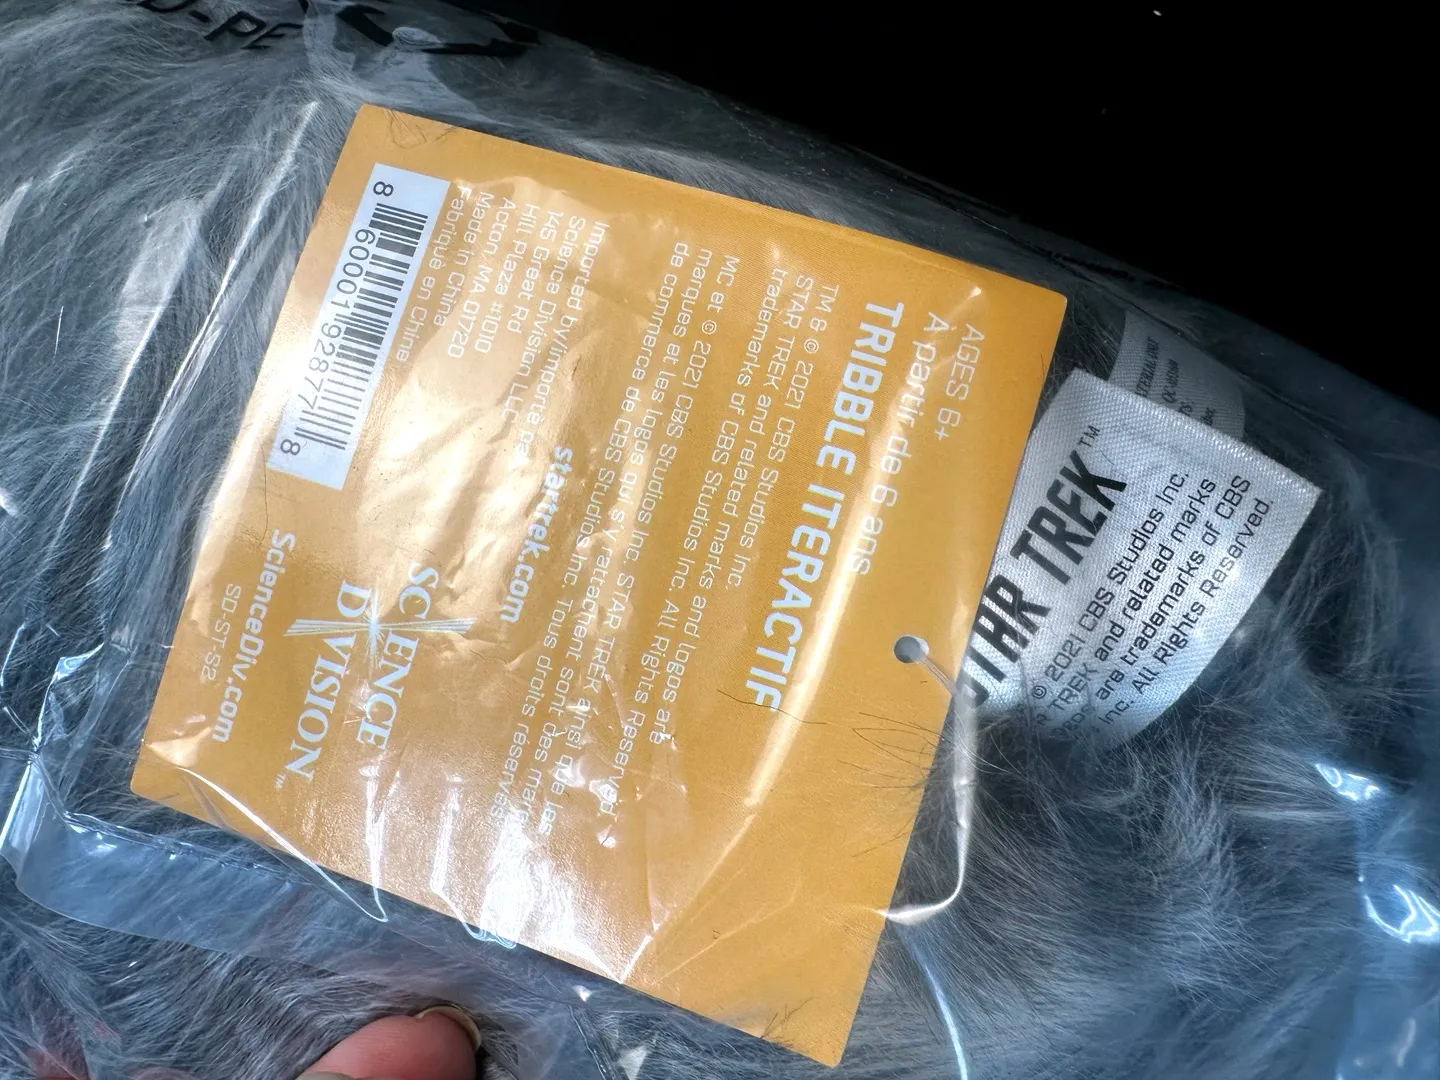 AGES 6+
A partir de 6 ans
TRIBBLE ITERACTIF
TM & © 2021 CBS Studios Inc.
STAR TREK and related marks and logos are
trademarks of CBS Studios Inc. All Rights Reserved.
MC et © 2021 CBS Studios Inc. STAR TREK ainsi que les
marques et les logos qui s'y rattachent sont des marques
de commerce de CBS Studios Inc. Tous droits réservés.
startrek.com
Imported by/Importé par
Science Division LLC
145 Great Rd
Hill Plaza #1010
Acton MA 01720
Made in China
Fabriqué en Chine
8 60001 92877 8
SCIENCE
DIVISION™
ScienceDiv.com
SD-ST-S2
STAR TREK™
© 2021 CBS Studios Inc.
TREK and related marks
are trademarks of CBS
Inc. All Rights Reserved.
D-PE